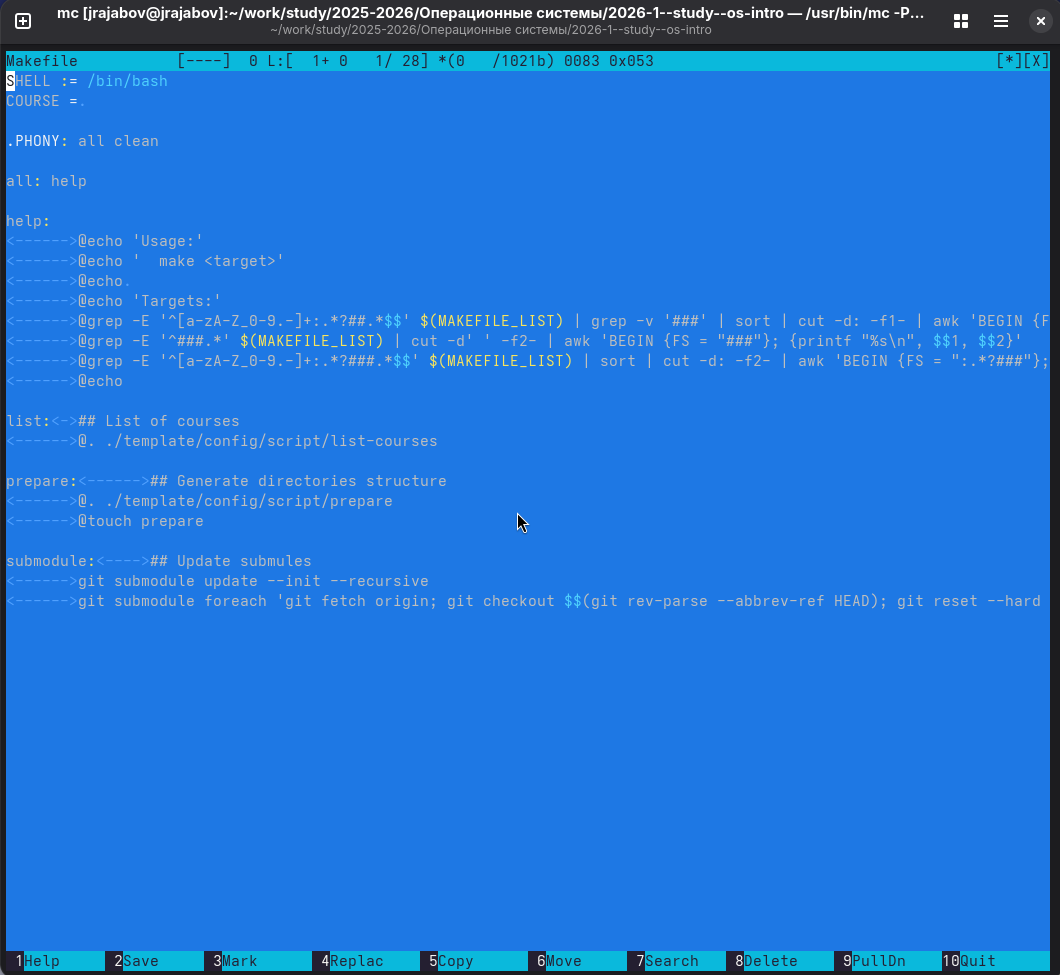 mc [jrajabov@jrajabov]:~/work/study/2025-2026/Операционные системы/2026-1--study--os-intro — /usr/bin/mc -P…
~/work/study/2025-2026/Операционные системы/2026-1--study--os-intro
Makefile [----] 0 L:[ 1+ 0 1/ 28] *(0 /1021b) 0083 0x053 [*][X]
SHELL := /bin/bash
COURSE =.
.PHONY: all clean
all: help
help:
<------>@echo 'Usage:'
<------>@echo '  make <target>'
<------>@echo.
<------>@echo 'Targets:'
<------>@grep -E '^[a-zA-Z_0-9.-]+:.*?##.*$$' $(MAKEFILE_LIST) | grep -v '###' | sort | cut -d: -f1- | awk 'BEGIN {F
<------>@grep -E '^###.*' $(MAKEFILE_LIST) | cut -d' ' -f2- | awk 'BEGIN {FS = "###"}; {printf "%s\n", $$1, $$2}'
<------>@grep -E '^[a-zA-Z_0-9.-]+:.*?###.*$$' $(MAKEFILE_LIST) | sort | cut -d: -f2- | awk 'BEGIN {FS = ":.*?###"};
<------>@echo
list:<->## List of courses
<------>@. ./template/config/script/list-courses
prepare:<------>## Generate directories structure
<------>@. ./template/config/script/prepare
<------>@touch prepare
submodule:<---->## Update submules
<------>git submodule update --init --recursive
<------>git submodule foreach 'git fetch origin; git checkout $$(git rev-parse --abbrev-ref HEAD); git reset --hard
1Help 2Save 3Mark 4Replac 5Copy 6Move 7Search 8Delete 9PullDn 10Quit